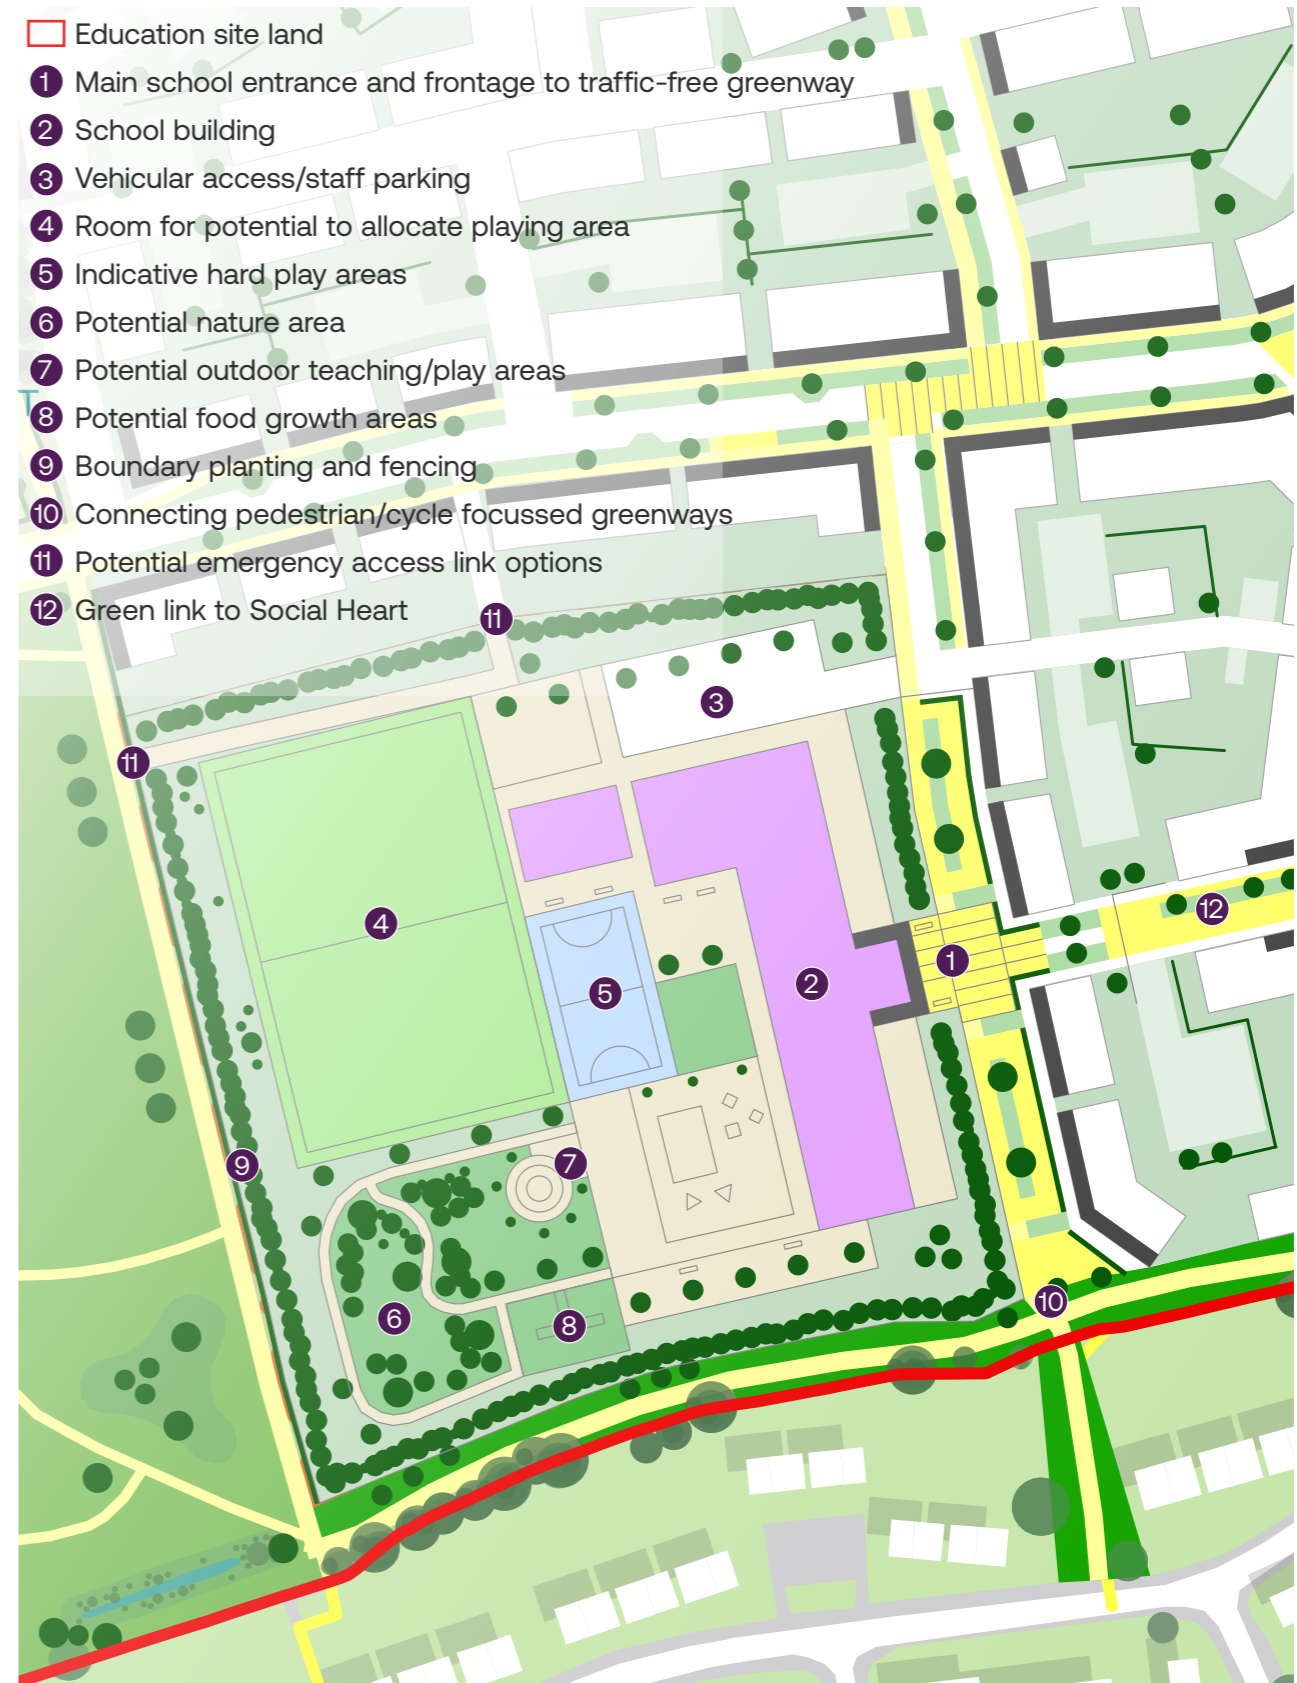 Education site land
1 Main school entrance and frontage to traffic-free greenway
2 School building
3 Vehicular access/staff parking
4 Room for potential to allocate playing area
5 Indicative hard play areas
6 Potential nature area
7 Potential outdoor teaching/play areas
T
8 Potential food growth areas
9 Boundary planting and fencing
10 Connecting pedestrian/cycle focussed greenways
11 Potential emergency access link options
12 Green link to Social Heart
11
3
11
12
4
1
2
5
9
7
10
6
8